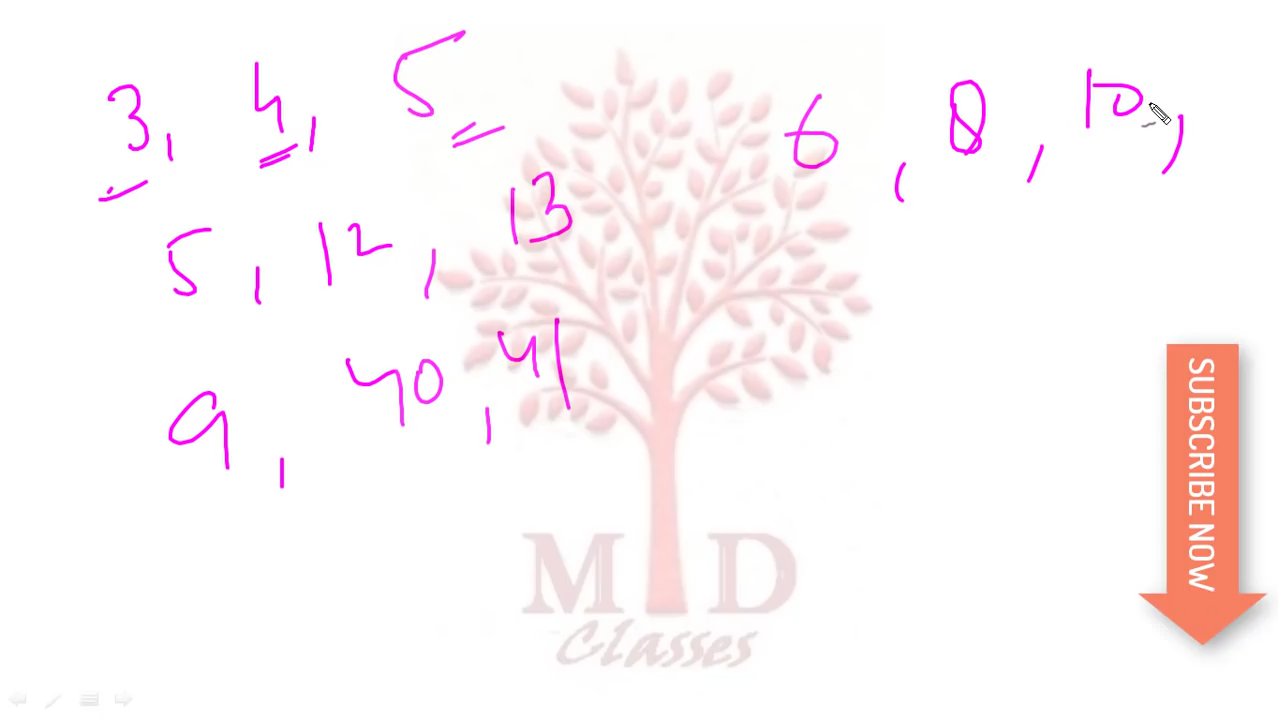 3, 4, 5
6, 8, 10,
5, 12, 13
9, 40, 41
SUBSCRIBE NOW
MD
Classes